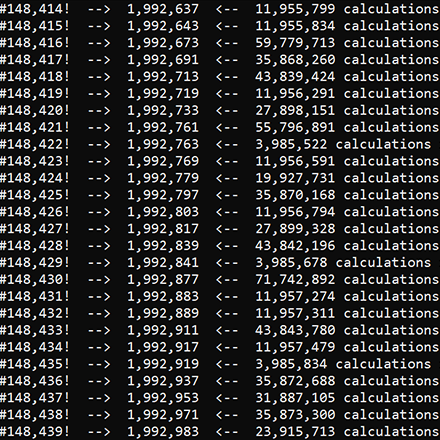 #148,414! --> 1,992,637 <-- 11,955,799 calculations
#148,415! --> 1,992,643 <-- 11,955,834 calculations
#148,416! --> 1,992,673 <-- 59,779,713 calculations
#148,417! --> 1,992,691 <-- 35,868,260 calculations
#148,418! --> 1,992,713 <-- 43,839,424 calculations
#148,419! --> 1,992,719 <-- 11,956,291 calculations
#148,420! --> 1,992,733 <-- 27,898,151 calculations
#148,421! --> 1,992,761 <-- 55,796,891 calculations
#148,422! --> 1,992,763 <-- 3,985,522 calculations
#148,423! --> 1,992,769 <-- 11,956,591 calculations
#148,424! --> 1,992,779 <-- 19,927,731 calculations
#148,425! --> 1,992,797 <-- 35,870,168 calculations
#148,426! --> 1,992,803 <-- 11,956,794 calculations
#148,427! --> 1,992,817 <-- 27,899,328 calculations
#148,428! --> 1,992,839 <-- 43,842,196 calculations
#148,429! --> 1,992,841 <-- 3,985,678 calculations
#148,430! --> 1,992,877 <-- 71,742,892 calculations
#148,431! --> 1,992,883 <-- 11,957,274 calculations
#148,432! --> 1,992,889 <-- 11,957,311 calculations
#148,433! --> 1,992,911 <-- 43,843,780 calculations
#148,434! --> 1,992,917 <-- 11,957,479 calculations
#148,435! --> 1,992,919 <-- 3,985,834 calculations
#148,436! --> 1,992,937 <-- 35,872,688 calculations
#148,437! --> 1,992,953 <-- 31,887,105 calculations
#148,438! --> 1,992,971 <-- 35,873,300 calculations
#148,439! --> 1,992,983 <-- 23,915,713 calculations